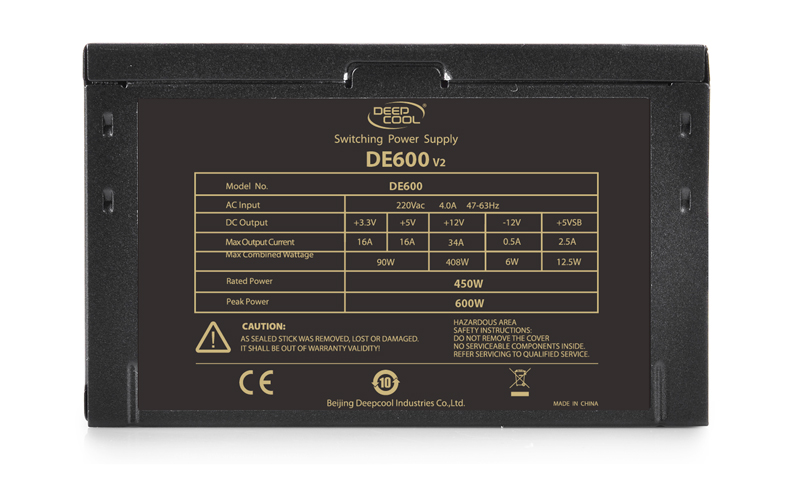 DEEP
COOL®
Switching Power Supply
DE600 V2
Model No. DE600
AC Input 220Vac 4.0A 47-63Hz
DC Output +3.3V +5V +12V -12V +5VSB
Max Output Current 16A 16A 34A 0.5A 2.5A
Max Combined Wattage 90W 408W 6W 12.5W
Rated Power 450W
Peak Power 600W
CAUTION:
AS SEALED STICK WAS REMOVED, LOST OR DAMAGED.
IT SHALL BE OUT OF WARRANTY VALIDITY!
HAZARDOUS AREA
SAFETY INSTRUCTIONS:
DO NOT REMOVE THE COVER
NO SERVICEABLE COMPONENTS INSIDE.
REFER SERVICING TO QUALIFIED SERVICE.
CE
10
Beijing Deepcool Industries Co.,Ltd.
MADE IN CHINA